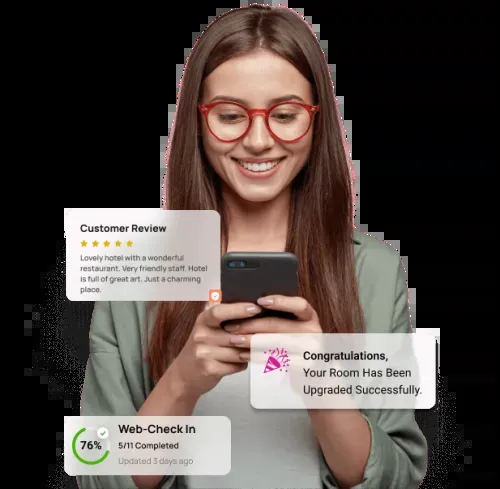 Customer Review
Lovely hotel with a wonderful
restaurant. Very friendly staff. Hotel
is full of great art. Just a charming
place.
Congratulations,
Your Room Has Been
Upgraded Successfully.
76%
Web-Check In
5/11 Completed
Updated 3 days ago